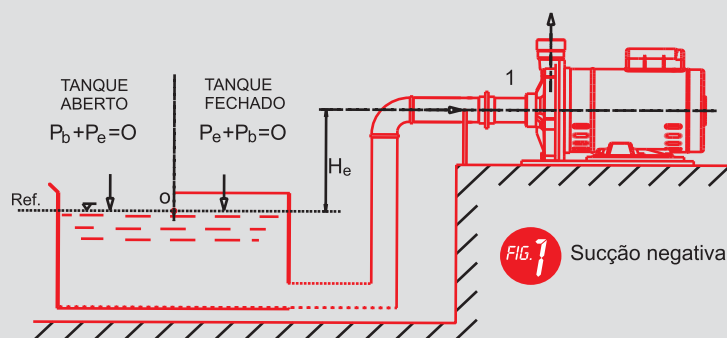 TANQUE
ABERTO
Pb+Pe=O
TANQUE
FECHADO
Pe+Pb=O
1
He
Ref.
o
FIG. 1
Sucção negativa